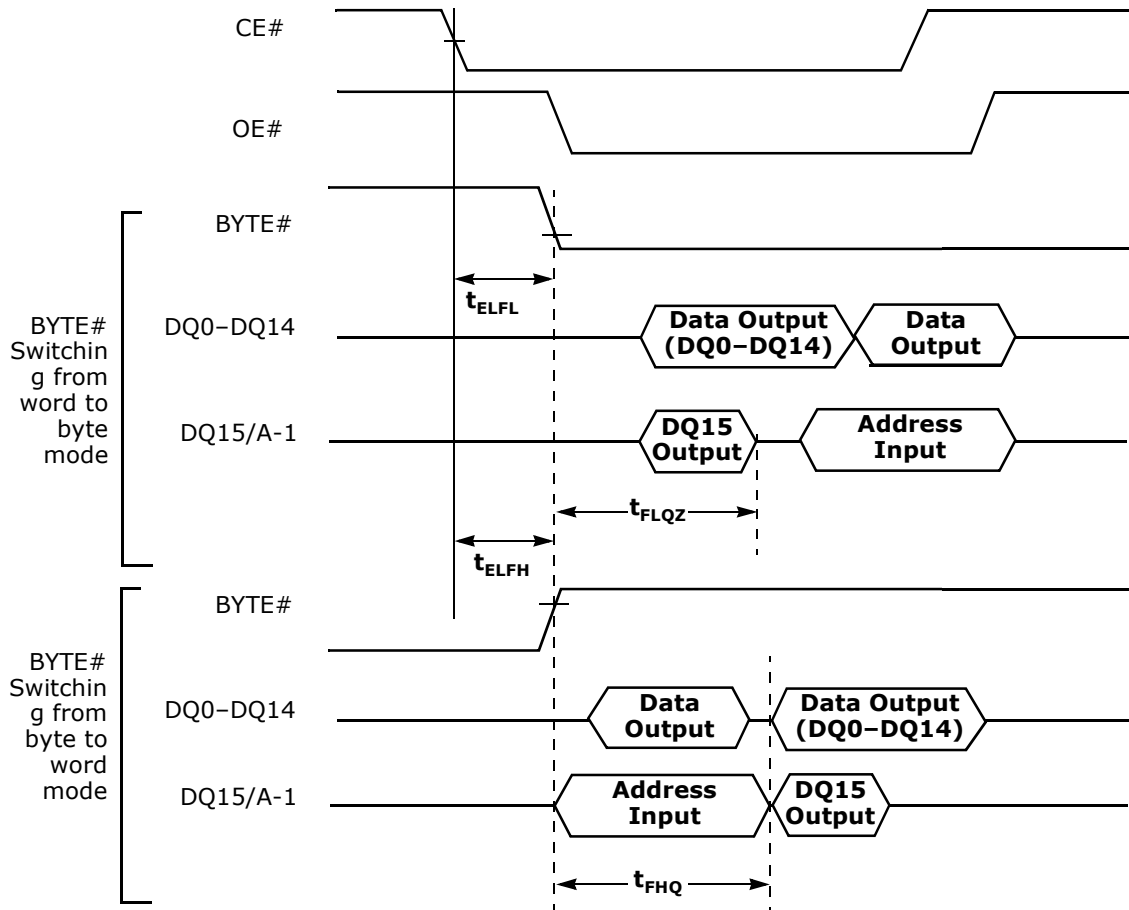 CE#
OE#
BYTE#
tELFL
BYTE#
Switchin
g from
word to
byte
mode
DQ0–DQ14
Data Output
(DQ0–DQ14)
Data
Output
DQ15/A-1
DQ15
Output
Address
Input
tFLQZ
tELFH
BYTE#
BYTE#
Switchin
g from
byte to
word
mode
DQ0–DQ14
Data
Output
Data Output
(DQ0–DQ14)
DQ15/A-1
Address
Input
DQ15
Output
tFHQ